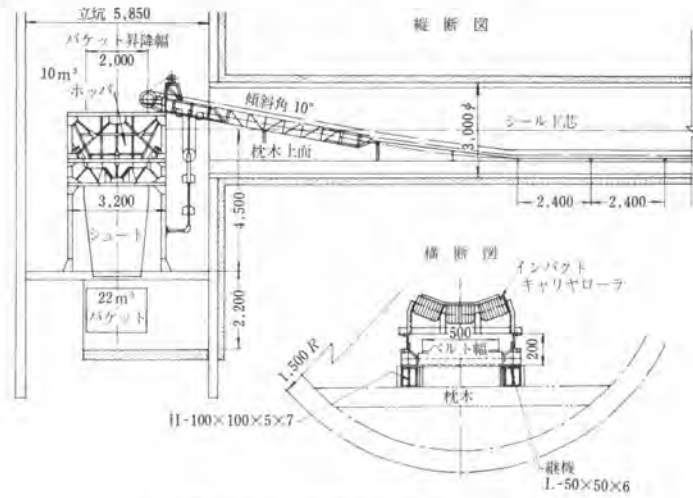 立坑 5,850
縦断図
バケット昇降幅
2,000
10m³
ホッパ
傾斜角 10°
3,000φ
シールド芯
枕木上面
3,200
4,500
シュート
2,400
2,400
22m³
バケット
2,200
横断図
インパクト
キャリヤローラ
500
ベルト幅
200
1,500R
枕木
H-100×100×5×7
L-50×50×6